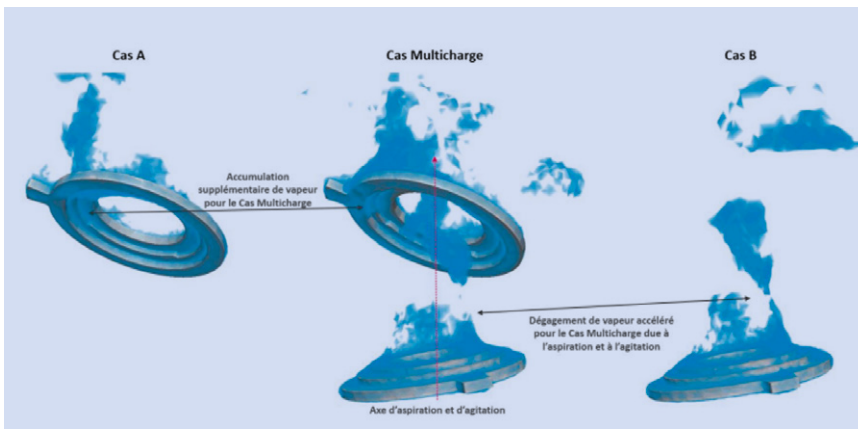 Cas A
Cas Multicharge
Cas B
Accumulation
supplémentaire de vapeur
pour le Cas Multicharge
Dégagement de vapeur accéléré
pour le Cas Multicharge due à
l'aspiration et à l'agitation
Axe d'aspiration et d'agitation